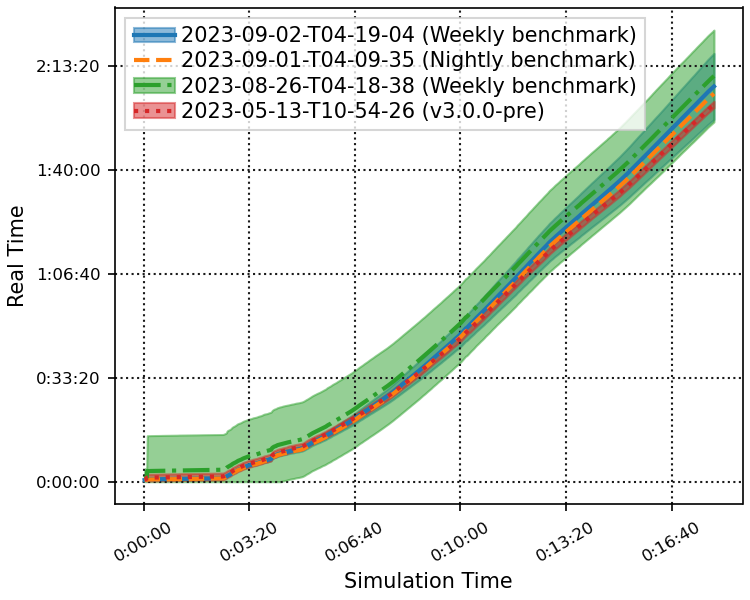 2023-09-02-T04-19-04 (Weekly benchmark)
2023-09-01-T04-09-35 (Nightly benchmark)
2023-08-26-T04-18-38 (Weekly benchmark)
2023-05-13-T10-54-26 (v3.0.0-pre)
2:13:20
1:40:00
1:06:40
0:33:20
0:00:00
Real Time
0:00:00
0:03:20
0:06:40
0:10:00
0:13:20
0:16:40
Simulation Time